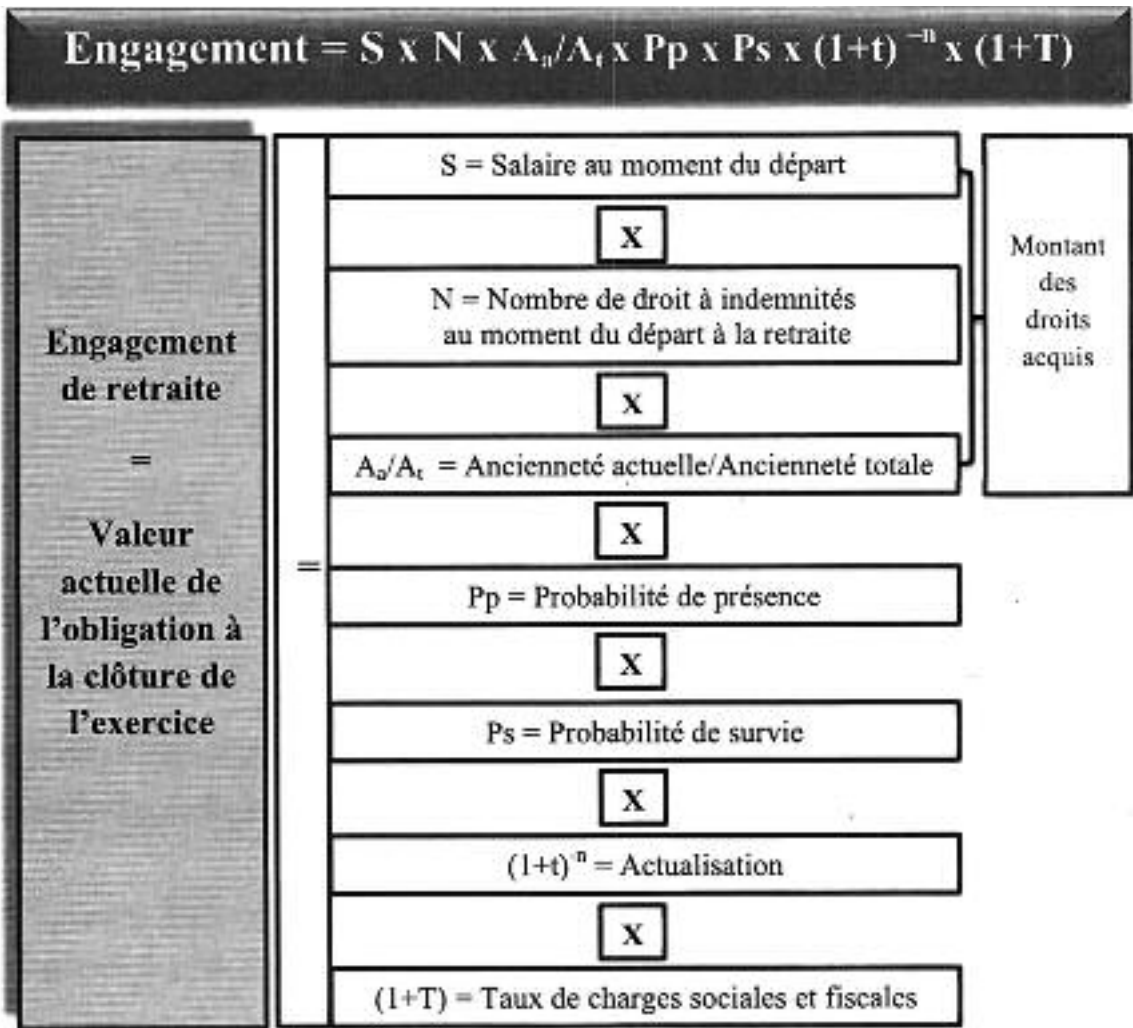 Engagement = S x N x Aa/At x Pp x Ps x (1+t) ⁻ⁿ x (1+T)
Engagement
de retraite
=
Valeur
actuelle de
l'obligation à
la clôture de
l'exercice
=
S = Salaire au moment du départ
X
N = Nombre de droit à indemnités
au moment du départ à la retraite
X
Aa/At = Ancienneté actuelle/Ancienneté totale
X
Pp = Probabilité de présence
X
Ps = Probabilité de survie
X
(1+t)⁻ⁿ = Actualisation
X
(1+T) = Taux de charges sociales et fiscales
Montant
des
droits
acquis